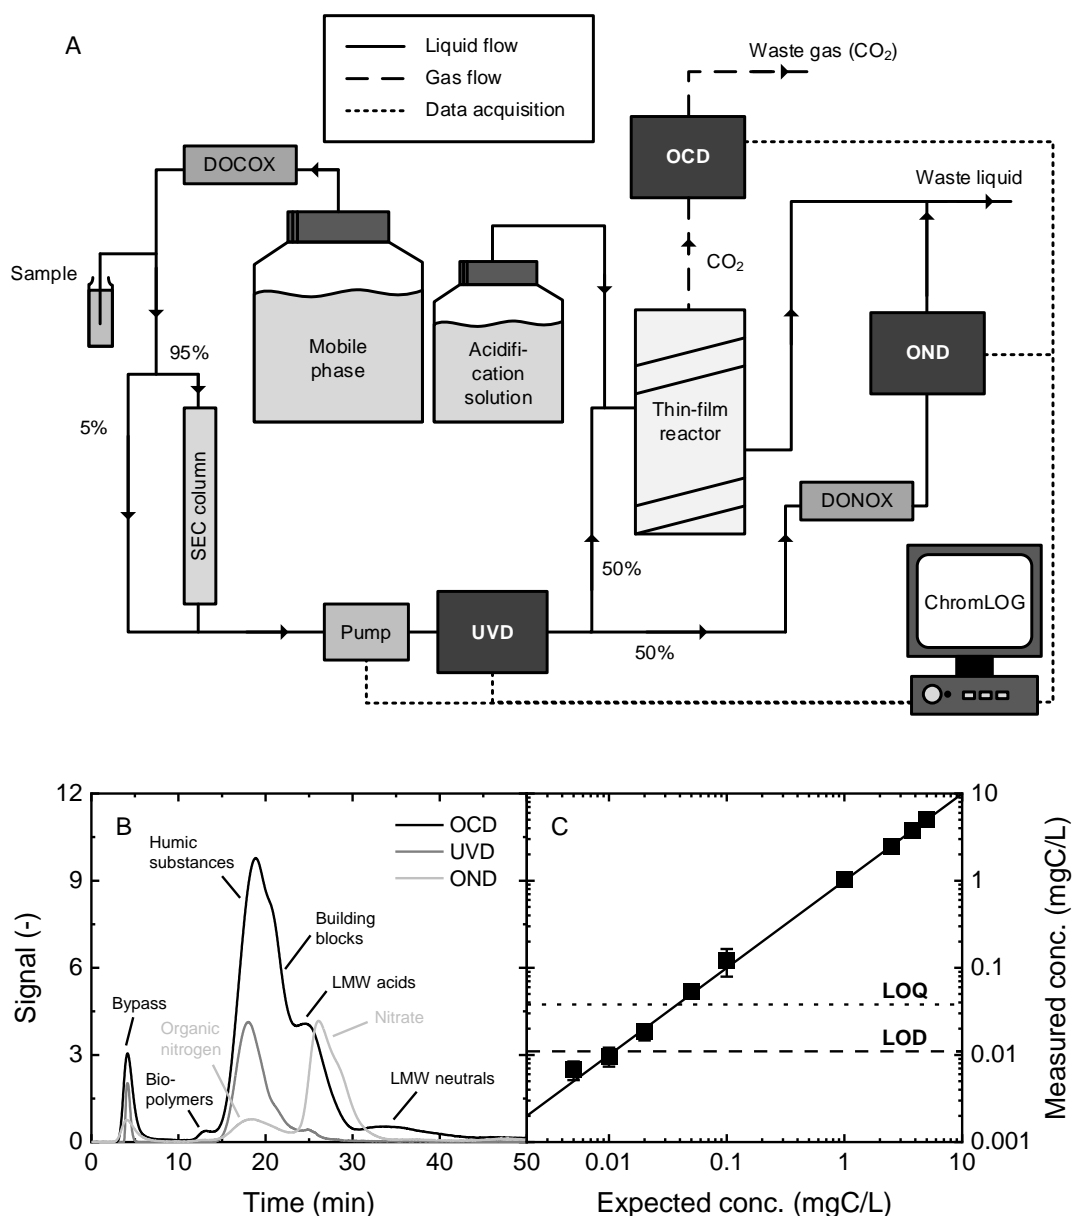 A
Liquid flow
Gas flow
Data acquisition
Waste gas (CO₂)
OCD
DOCOX
Waste liquid
CO₂
Sample
Mobile
phase
Acidifi-
cation
solution
Thin-film
reactor
OND
95%
5%
SEC column
DONOX
50%
ChromLOG
Pump
UVD
50%
B
OCD
UVD
OND
Humic
substances
Building
blocks
LMW acids
Bypass
Organic
nitrogen
Nitrate
Bio-
polymers
LMW neutrals
12
9
6
3
0
Signal (-)
0
10
20
30
40
50
Time (min)
C
LOQ
LOD
10
1
0.1
0.01
0.001
Measured conc. (mgC/L)
0.01
0.1
1
10
Expected conc. (mgC/L)